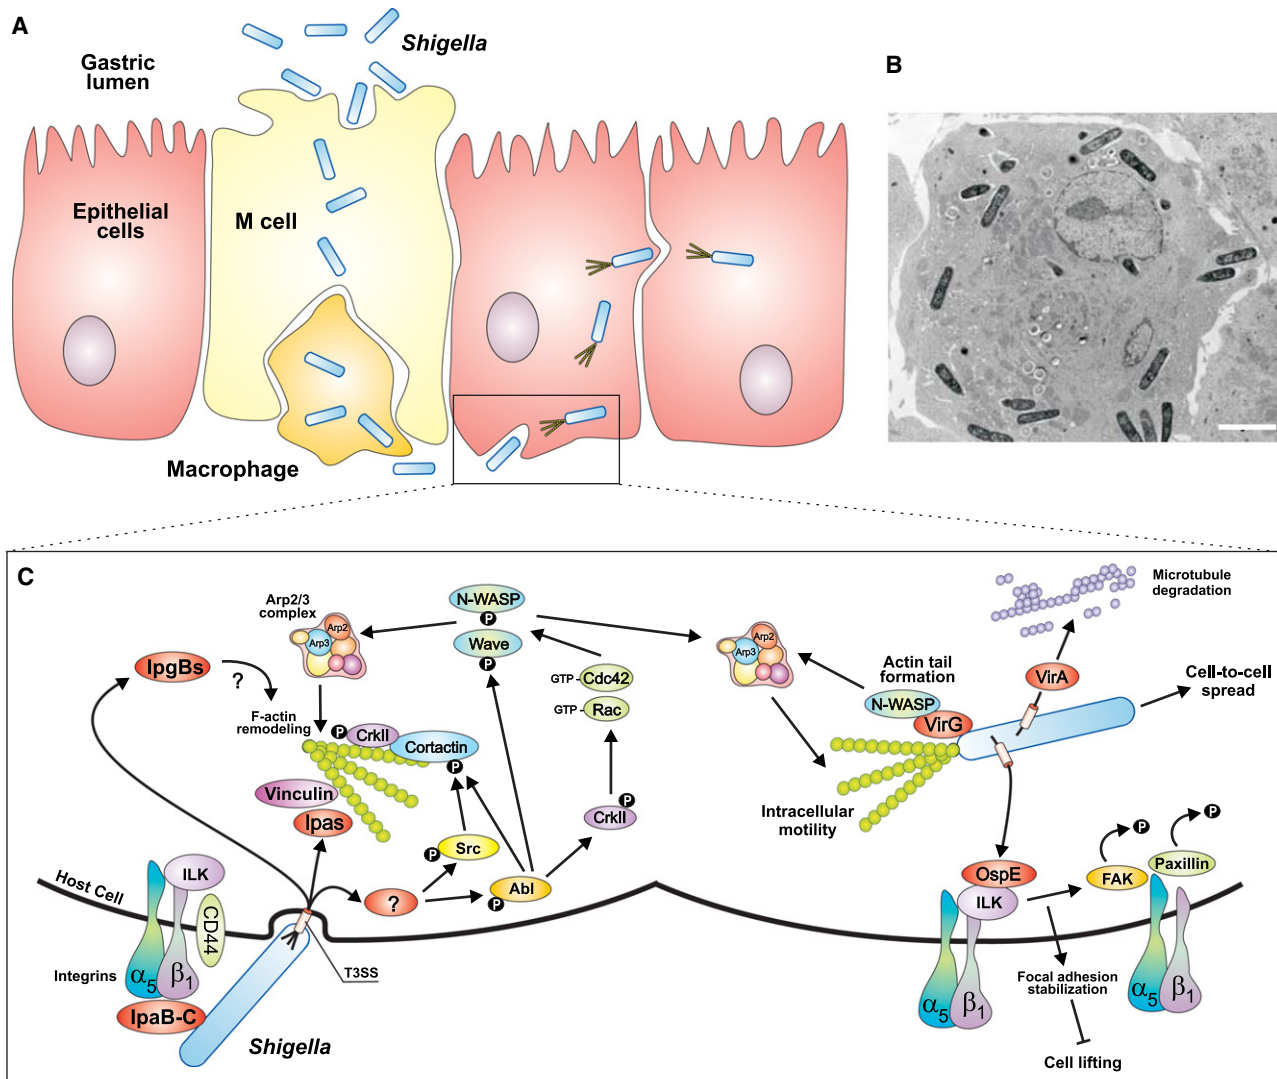 A
Shigella
Gastric
lumen
Epithelial
cells
M cell
Macrophage
B
C
Arp2/3
complex
Arp2
Arp3
N-WASP
P
Wave
P
IpgBs
?
F-actin
remodeling
P
CrkII
Cortactin
P
GTP
Cdc42
GTP
Rac
Vinculin
Ipas
P
CrkII
P
Src
Abl
P
?
Host Cell
ILK
CD44
Integrins
α5
β1
IpaB-C
T3SS
Shigella
Arp2
Arp3
Microtubule
degradation
VirA
Actin tail
formation
N-WASP
VirG
Cell-to-cell
spread
Intracellular
motility
P
P
OspE
ILK
FAK
Paxillin
α5
β1
Focal adhesion
stabilization
α5
β1
Cell lifting